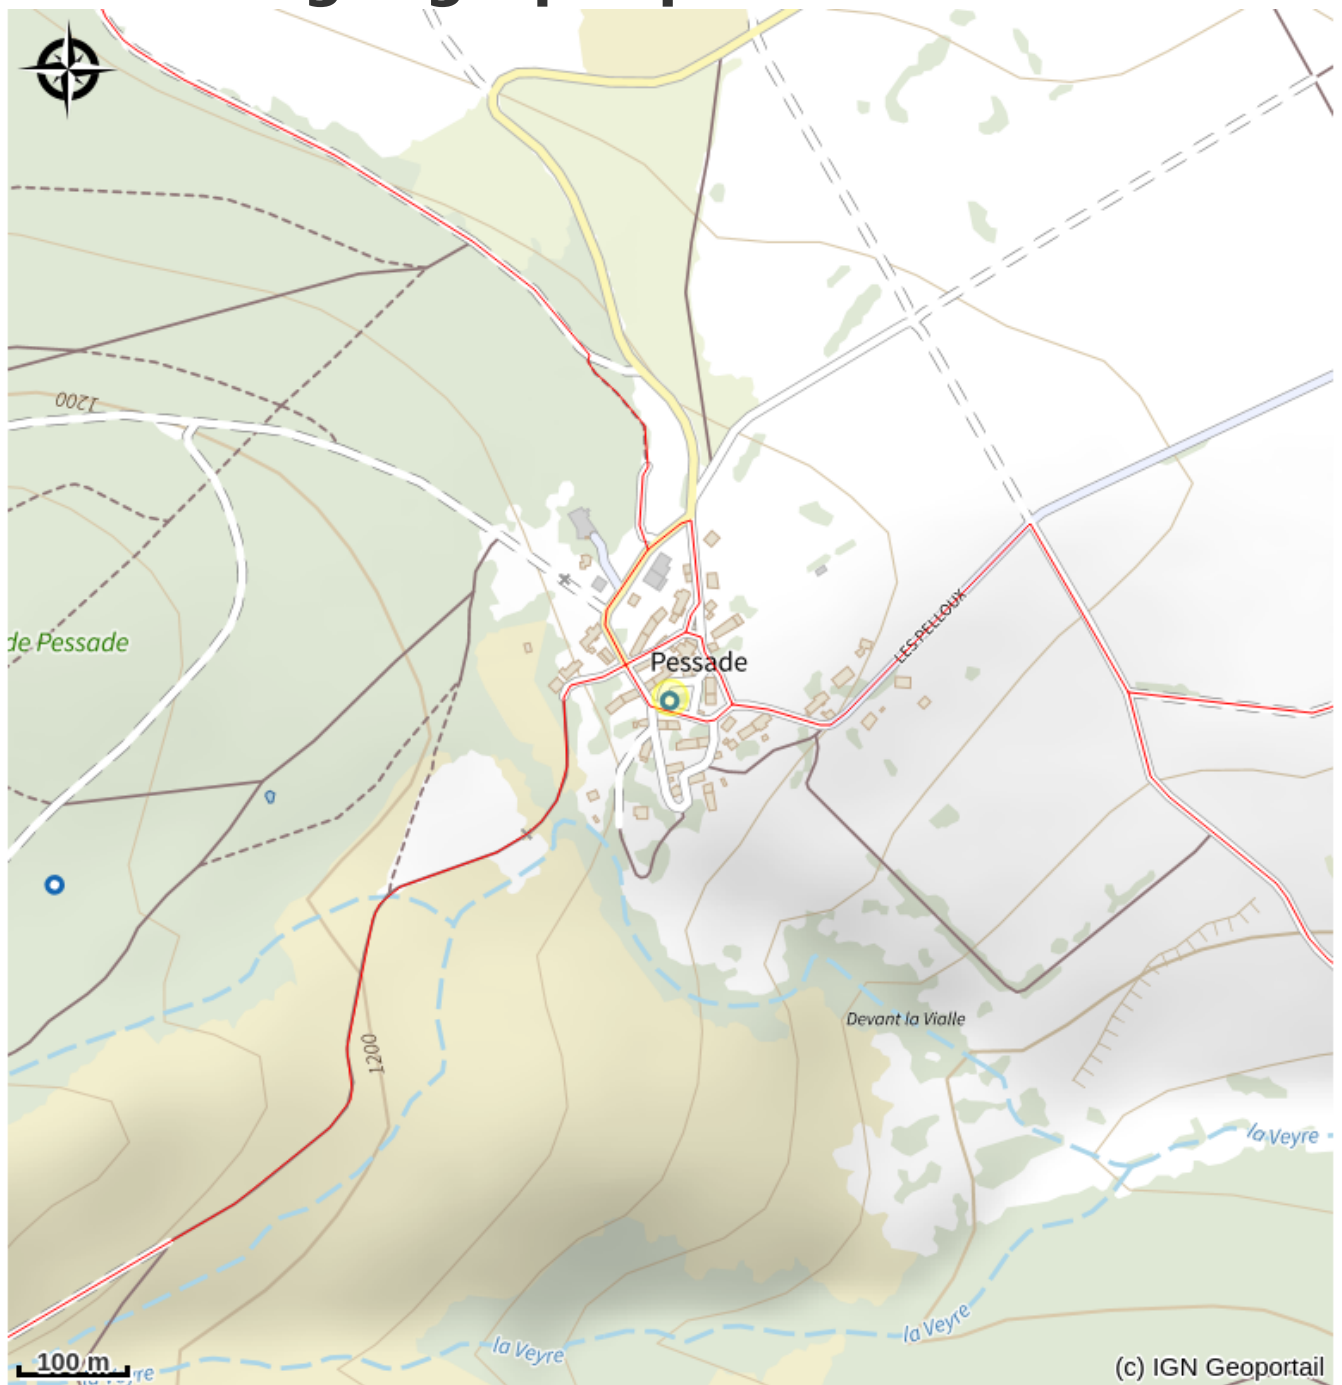 1200
de Pessade
Pessade
LES PELLOUX
Devant la Vialle
1200
la Veyre
la Veyre
la Veyre
100 m
(c) IGN Geoportail